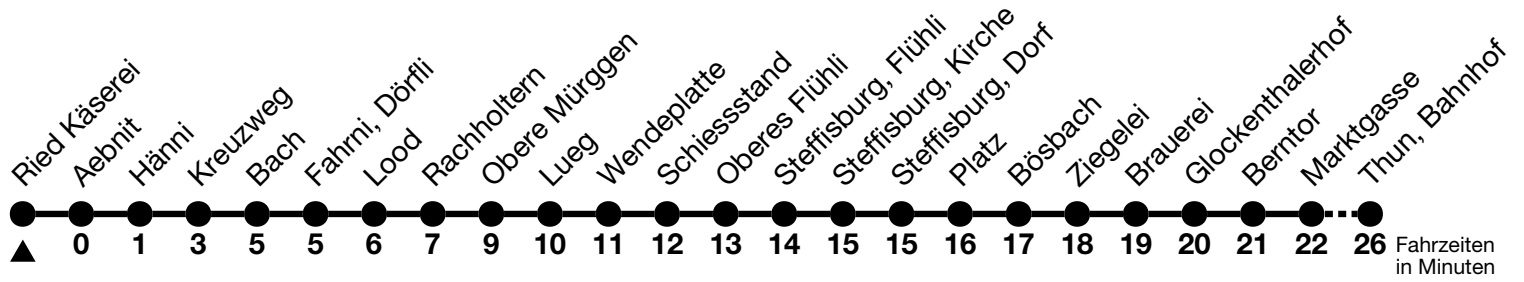 Ried Käserei
Aebnit
Hänni
Kreuzweg
Bach
Fahrni, Dörfli
Lood
Rachholtern
Obere Mürggen
Lueg
Wendeplatte
Schiessstand
Oberes Flühli
Steffisburg, Flühli
Steffisburg, Kirche
Steffisburg, Dorf
Platz
Bösbach
Ziegelei
Brauerei
Glockenthalerhof
Berntor
Marktgasse
Thun, Bahnhof
0 1 3 5 5 6 7 9 10 11 12 13 14 15 15 16 17 18 19 20 21 22 26 Fahrzeiten
in Minuten